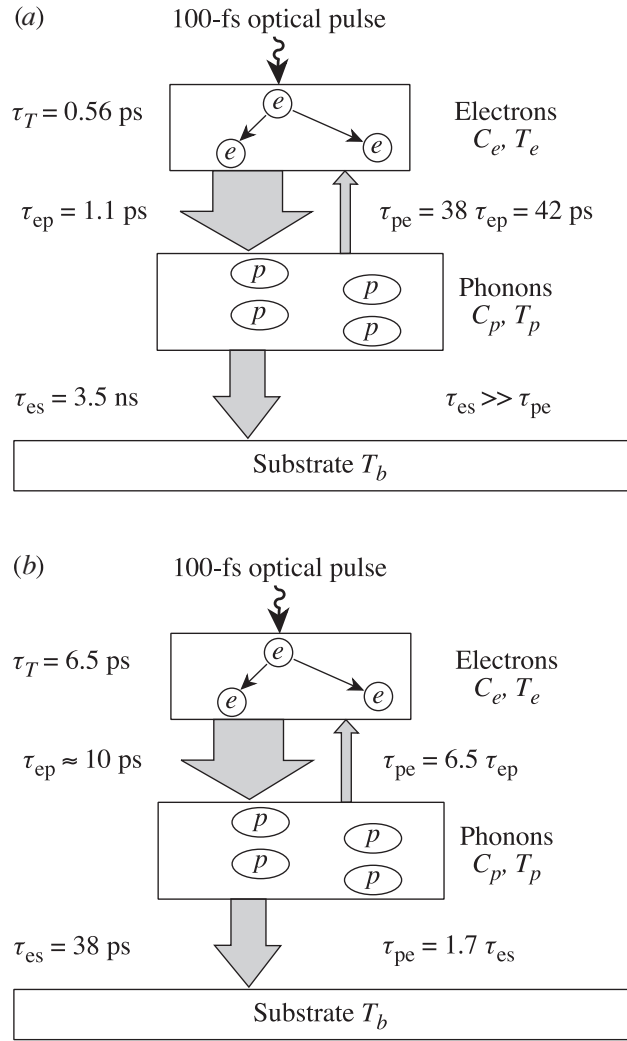 (a)
100-fs optical pulse
τ_T = 0.56 ps
e
e
e
Electrons
C_e, T_e
τ_ep = 1.1 ps
τ_pe = 38 τ_ep = 42 ps
p
p
p
p
Phonons
C_p, T_p
τ_es = 3.5 ns
τ_es >> τ_pe
Substrate T_b
(b)
100-fs optical pulse
τ_T = 6.5 ps
e
e
e
Electrons
C_e, T_e
τ_ep ≈ 10 ps
τ_pe = 6.5 τ_ep
p
p
p
p
Phonons
C_p, T_p
τ_es = 38 ps
τ_pe = 1.7 τ_es
Substrate T_b